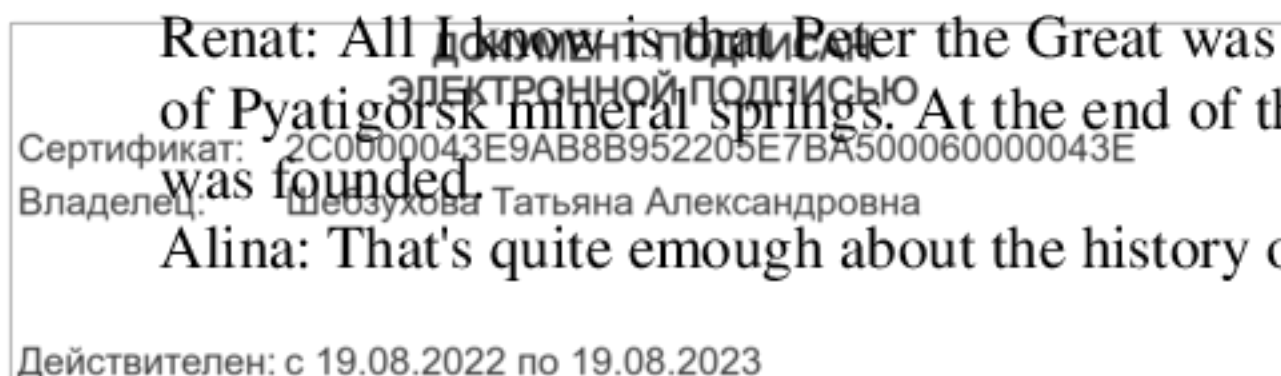 Renat: All I know is that Peter the Great was
ДОКУМЕНТ ПОДПИСАН
ЭЛЕКТРОННОЙ ПОДПИСЬЮ
of Pyatigorsk mineral springs. At the end of th
Сертификат: 2C0000043E9AB8B952205E7BA500060000043E
was founded.
Владелец: Шебзухова Татьяна Александровна
Alina: That's quite emough about the history o
Действителен: с 19.08.2022 по 19.08.2023